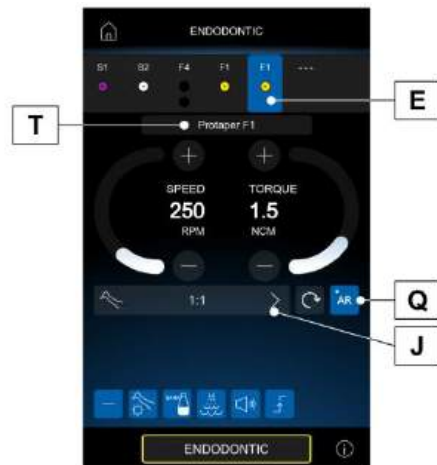 ENDODONTIC
S1 S2 F4 F1 F1 ---
E
T
Protaper F1
+ +
SPEED TORQUE
250 1.5
RPM NCM
- -
1:1 AR
Q
J
ENDODONTIC